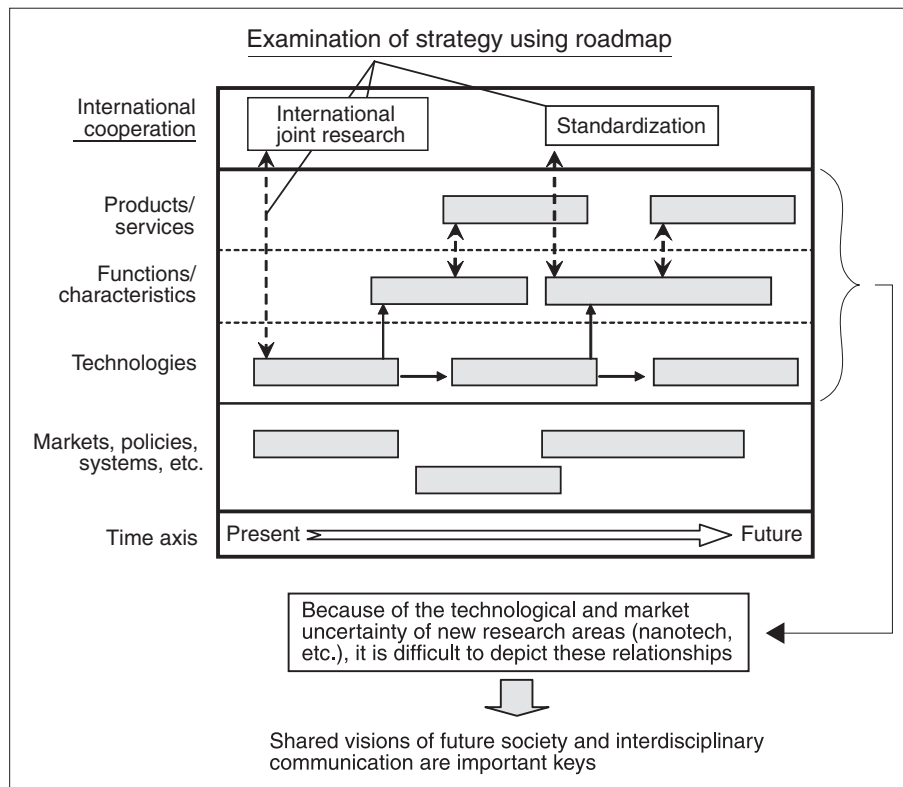 Examination of strategy using roadmap
International
cooperation
International
joint research
Standardization
Products/
services
Functions/
characteristics
Technologies
Markets, policies,
systems, etc.
Time axis
Present
Future
Because of the technological and market
uncertainty of new research areas (nanotech,
etc.), it is difficult to depict these relationships
Shared visions of future society and interdisciplinary
communication are important keys